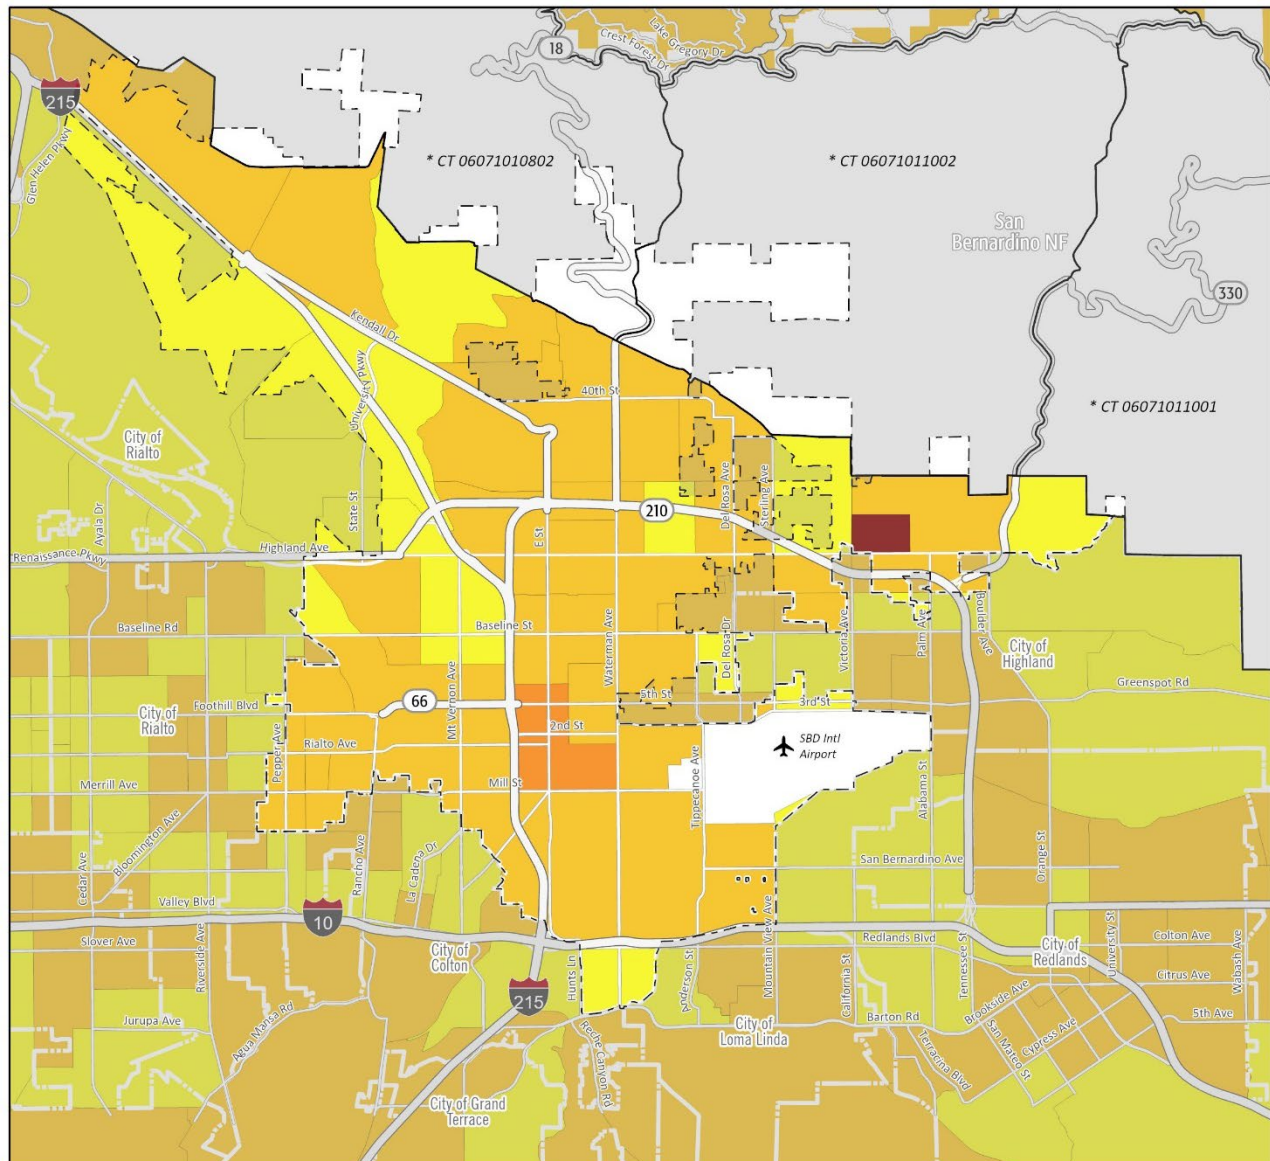 Lake Gregory Dr
Crest Forest Dr
18
215
Glen Helen Pkwy
* CT 06071010802
* CT 06071011002
San
Bernardino NF
330
Kendall Dr
University Pkwy
40th St
* CT 06071011001
City of
Rialto
Ayala Dr
State St
E St
210
Del Rosa Ave
Sterling Ave
Renaissance Pkwy
Highland Ave
Baseline Rd
Baseline St
Waterman Ave
Del Rosa Dr
Victoria Ave
Palm Ave
Boulder Ave
City of
Highland
Greenspot Rd
Mt Vernon Ave
66
5th St
3rd St
City of
Rialto
Foothill Blvd
2nd St
Rialto Ave
Pepper Ave
SBD Intl
Airport
Tippecanoe Ave
Merrill Ave
Mill St
Alabama St
Bloomington Ave
Cedar Ave
Rancho Ave
La Cadena Dr
San Bernardino Ave
Orange St
Valley Blvd
10
Mountain View Ave
Slover Ave
Riverside Ave
City of
Colton
Hunts Ln
Anderson St
Redlands Blvd
California St
Tennessee St
City of
Redlands
University St
Colton Ave
Wabash Ave
Citrus Ave
215
Brookside Ave
Jurupa Ave
Agua Mansa Rd
Reche Canyon Rd
City of
Loma Linda
Barton Rd
Terracina Blvd
San Mateo St
Cypress Ave
5th Ave
City of Grand
Terrace